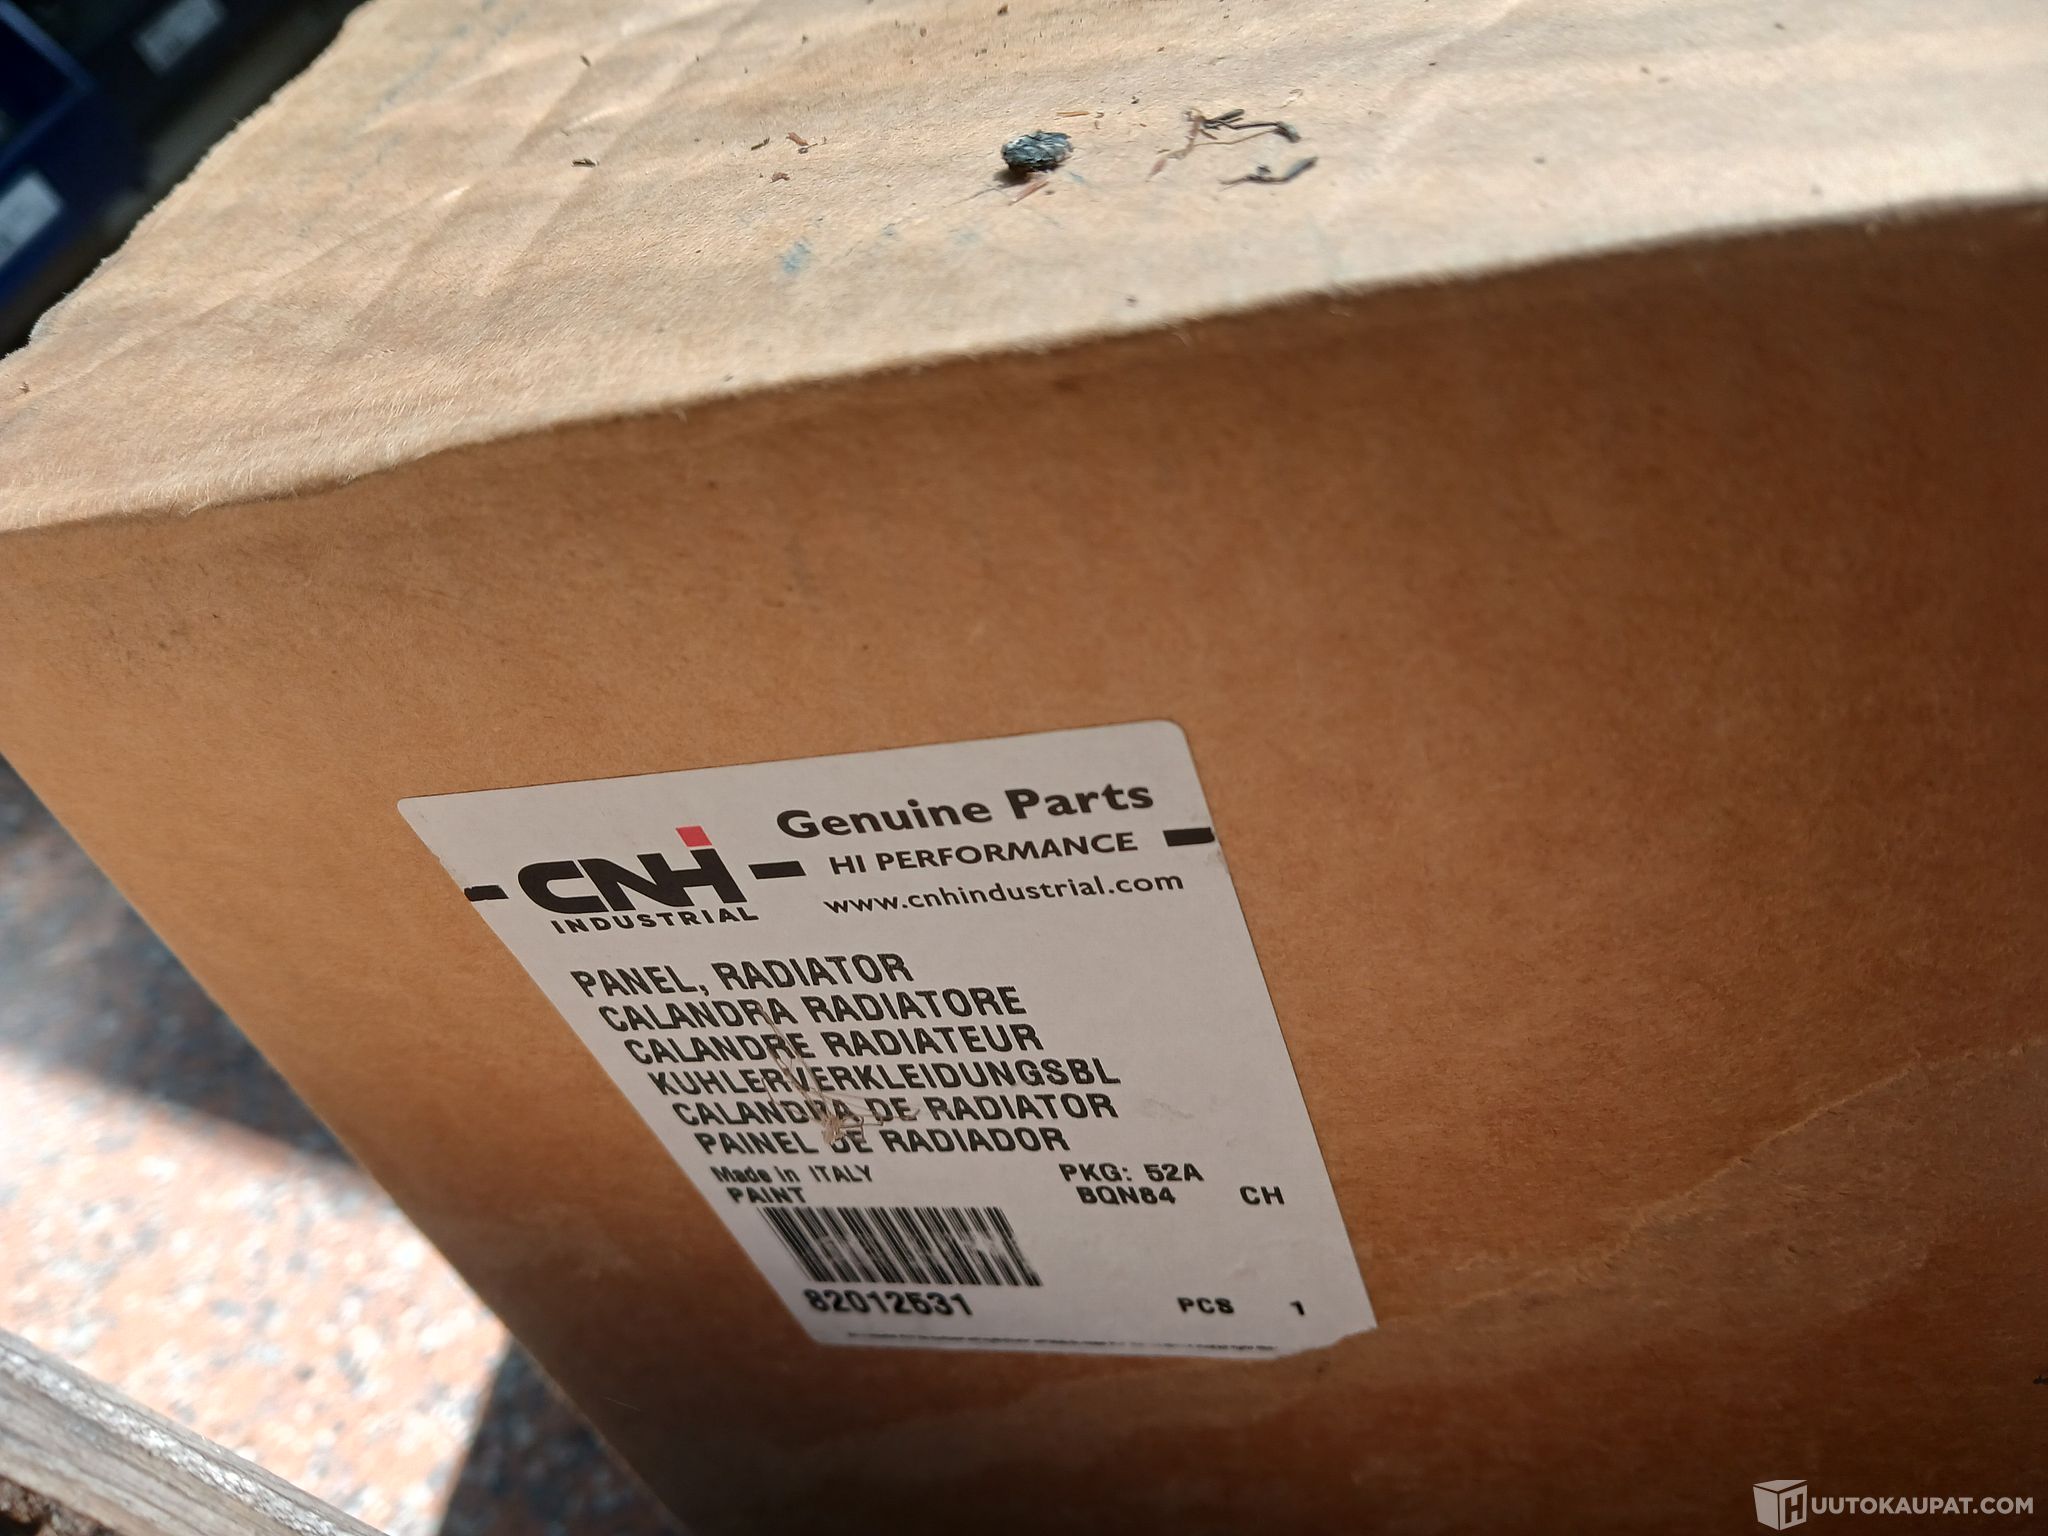 Genuine Parts
CNH
INDUSTRIAL
HI PERFORMANCE
www.cnhindustrial.com
PANEL, RADIATOR
CALANDRA RADIATORE
CALANDRE RADIATEUR
KUHLERVERKLEIDUNGSBL
CALANDRA DE RADIATOR
PAINEL DE RADIADOR
Made in ITALY PKG: 52A
PAINT BQN84 CH
82012531 PCS 1
HUUTOKAUPAT.COM